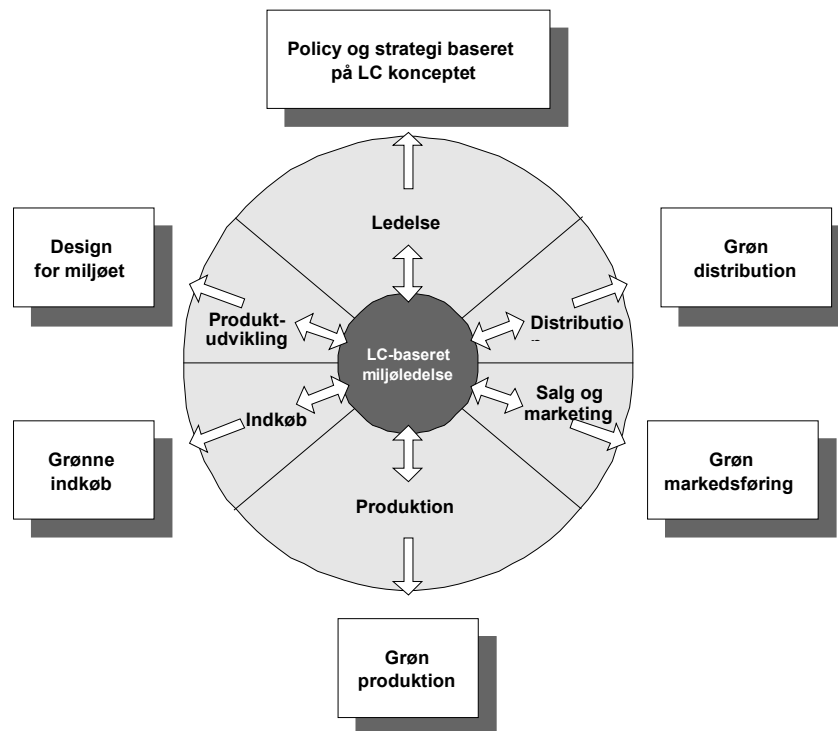 Policy og strategi baseret
på LC konceptet
Ledelse
Design
for miljøet
Grøn
distribution
Produkt-
udvikling
Distributio
LC-baseret
miljøledelse
Indkøb
Salg og
marketing
Grønne
indkøb
Grøn
markedsføring
Produktion
Grøn
produktion